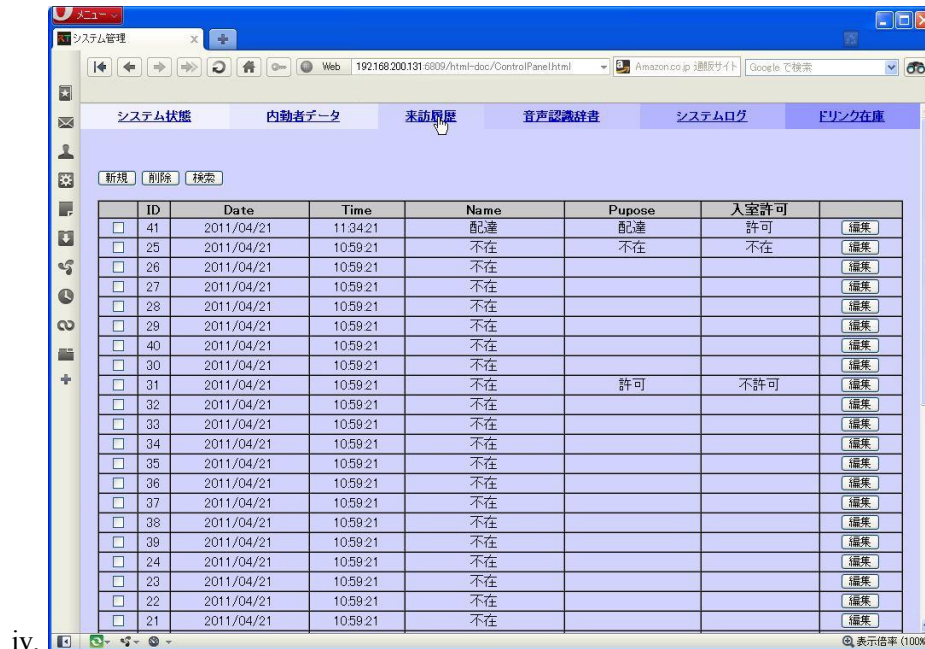 メニュー
システム管理
Web 192.168.200.131:6809/html-doc/ControlPanel.html Amazon.co.jp 通販サイト Google で検索
システム状態 内勤者データ 来訪履歴 音声認識辞書 システムログ ドリンク在庫
新規 削除 検索
ID Date Time Name Pupose 入室許可
41 2011/04/21 11:34:21 配達 配達 許可 編集
25 2011/04/21 10:59:21 不在 不在 不在 編集
26 2011/04/21 10:59:21 不在 編集
27 2011/04/21 10:59:21 不在 編集
28 2011/04/21 10:59:21 不在 編集
29 2011/04/21 10:59:21 不在 編集
40 2011/04/21 10:59:21 不在 編集
30 2011/04/21 10:59:21 不在 編集
31 2011/04/21 10:59:21 不在 許可 不許可 編集
32 2011/04/21 10:59:21 不在 編集
33 2011/04/21 10:59:21 不在 編集
34 2011/04/21 10:59:21 不在 編集
35 2011/04/21 10:59:21 不在 編集
36 2011/04/21 10:59:21 不在 編集
37 2011/04/21 10:59:21 不在 編集
38 2011/04/21 10:59:21 不在 編集
39 2011/04/21 10:59:21 不在 編集
24 2011/04/21 10:59:21 不在 編集
23 2011/04/21 10:59:21 不在 編集
22 2011/04/21 10:59:21 不在 編集
21 2011/04/21 10:59:21 不在 編集
iv. 表示倍率 (100%